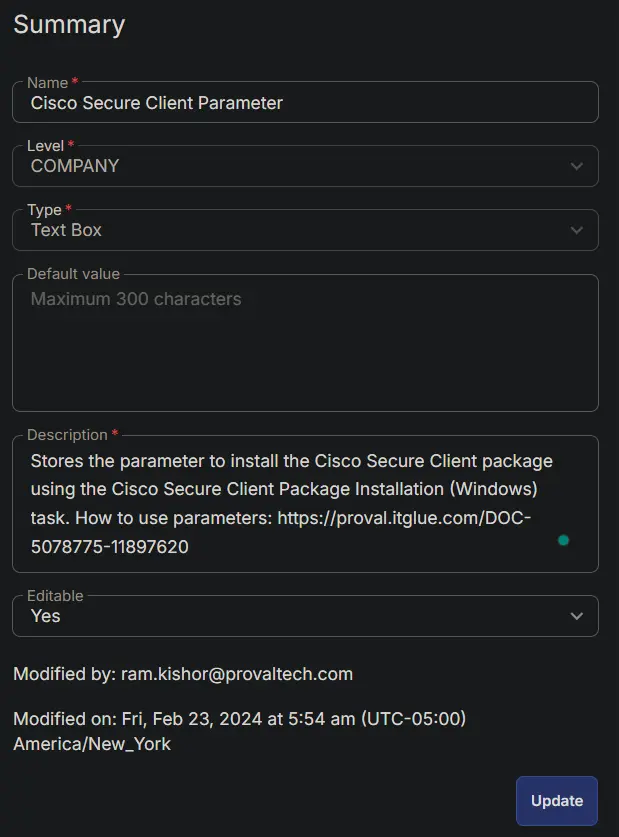 Summary
Name *
Cisco Secure Client Parameter
Level *
COMPANY
Type *
Text Box
Default value
Maximum 300 characters
Description *
Stores the parameter to install the Cisco Secure Client package
using the Cisco Secure Client Package Installation (Windows)
task. How to use parameters: https://proval.itglue.com/DOC-
5078775-11897620
Editable
Yes
Modified by: ram.kishor@provaltech.com
Modified on: Fri, Feb 23, 2024 at 5:54 am (UTC-05:00)
America/New_York
Update